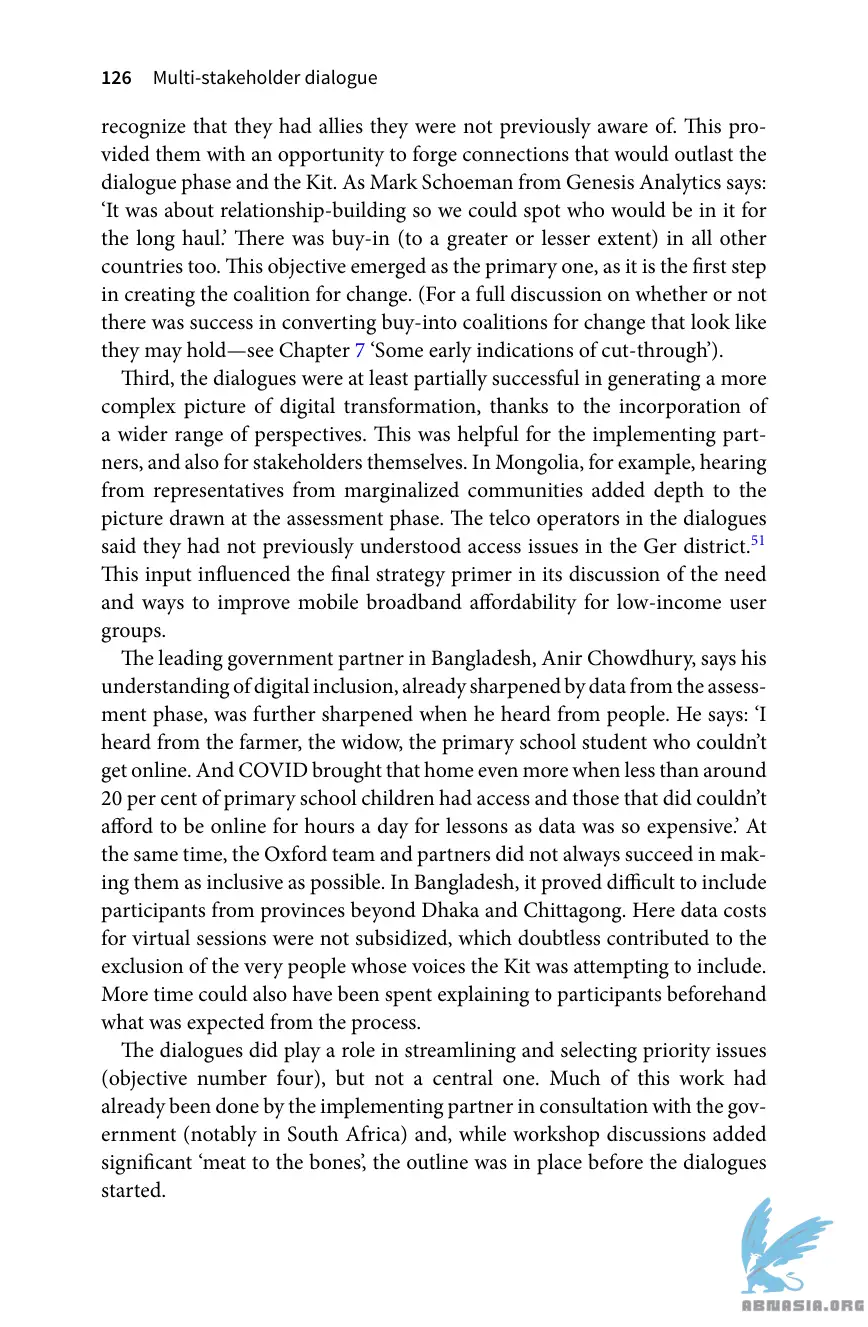 126 Multi-stakeholder dialogue
recognize that they had allies they were not previously aware of. This pro-
vided them with an opportunity to forge connections that would outlast the
dialogue phase and the Kit. As Mark Schoeman from Genesis Analytics says:
‘It was about relationship-building so we could spot who would be in it for
the long haul.’ There was buy-in (to a greater or lesser extent) in all other
countries too. This objective emerged as the primary one, as it is the first step
in creating the coalition for change. (For a full discussion on whether or not
there was success in converting buy-into coalitions for change that look like
they may hold—see Chapter 7 ‘Some early indications of cut-through’).
Third, the dialogues were at least partially successful in generating a more
complex picture of digital transformation, thanks to the incorporation of
a wider range of perspectives. This was helpful for the implementing part-
ners, and also for stakeholders themselves. In Mongolia, for example, hearing
from representatives from marginalized communities added depth to the
picture drawn at the assessment phase. The telco operators in the dialogues
said they had not previously understood access issues in the Ger district.51
This input influenced the final strategy primer in its discussion of the need
and ways to improve mobile broadband affordability for low-income user
groups.
The leading government partner in Bangladesh, Anir Chowdhury, says his
understanding of digital inclusion, already sharpened by data from the assess-
ment phase, was further sharpened when he heard from people. He says: ‘I
heard from the farmer, the widow, the primary school student who couldn’t
get online. And COVID brought that home even more when less than around
20 per cent of primary school children had access and those that did couldn’t
afford to be online for hours a day for lessons as data was so expensive.’ At
the same time, the Oxford team and partners did not always succeed in mak-
ing them as inclusive as possible. In Bangladesh, it proved difficult to include
participants from provinces beyond Dhaka and Chittagong. Here data costs
for virtual sessions were not subsidized, which doubtless contributed to the
exclusion of the very people whose voices the Kit was attempting to include.
More time could also have been spent explaining to participants beforehand
what was expected from the process.
The dialogues did play a role in streamlining and selecting priority issues
(objective number four), but not a central one. Much of this work had
already been done by the implementing partner in consultation with the gov-
ernment (notably in South Africa) and, while workshop discussions added
significant ‘meat to the bones’, the outline was in place before the dialogues
started.
ABNASIA.ORG